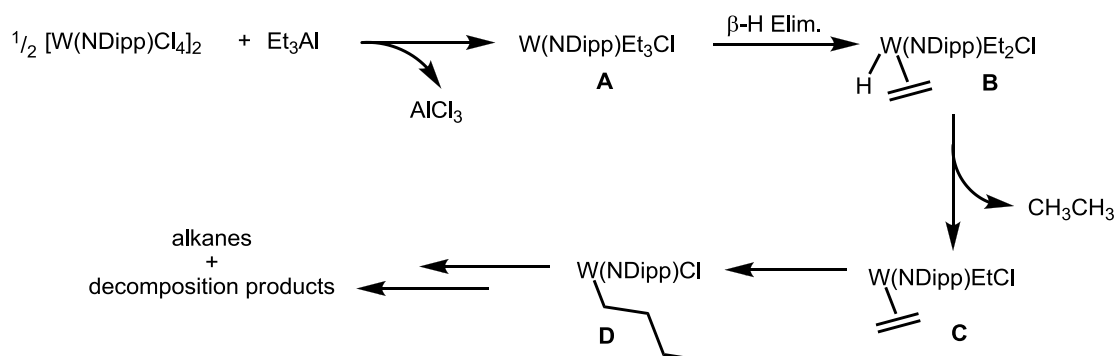 1/2 [W(NDipp)Cl4]2 + Et3Al
AlCl3
W(NDipp)Et3Cl
A
β-H Elim.
W(NDipp)Et2Cl
H
B
CH3CH3
W(NDipp)EtCl
C
W(NDipp)Cl
D
alkanes
+
decomposition products